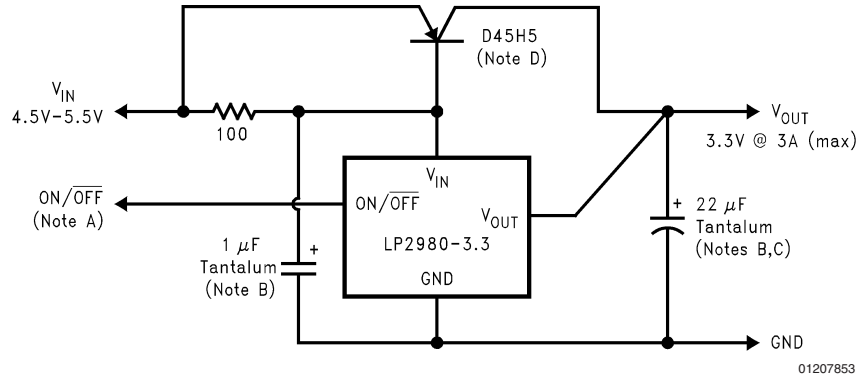 D45H5
(Note D)
VIN
4.5V–5.5V
100
VOUT
3.3V @ 3A (max)
ON/OFF
(Note A)
VIN
ON/OFF
VOUT
LP2980-3.3
GND
1 μF
Tantalum
(Note B)
+
+
22 μF
Tantalum
(Notes B,C)
GND
01207853